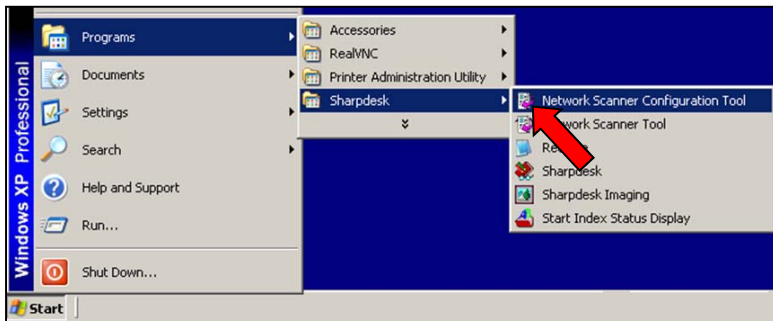 Windows XP Professional
Programs
Documents
Settings
Search
Help and Support
Run...
Shut Down...
Start
Accessories
RealVNC
Printer Administration Utility
Sharpdesk
Network Scanner Configuration Tool
Network Scanner Tool
Sharpdesk
Sharpdesk Imaging
Start Index Status Display